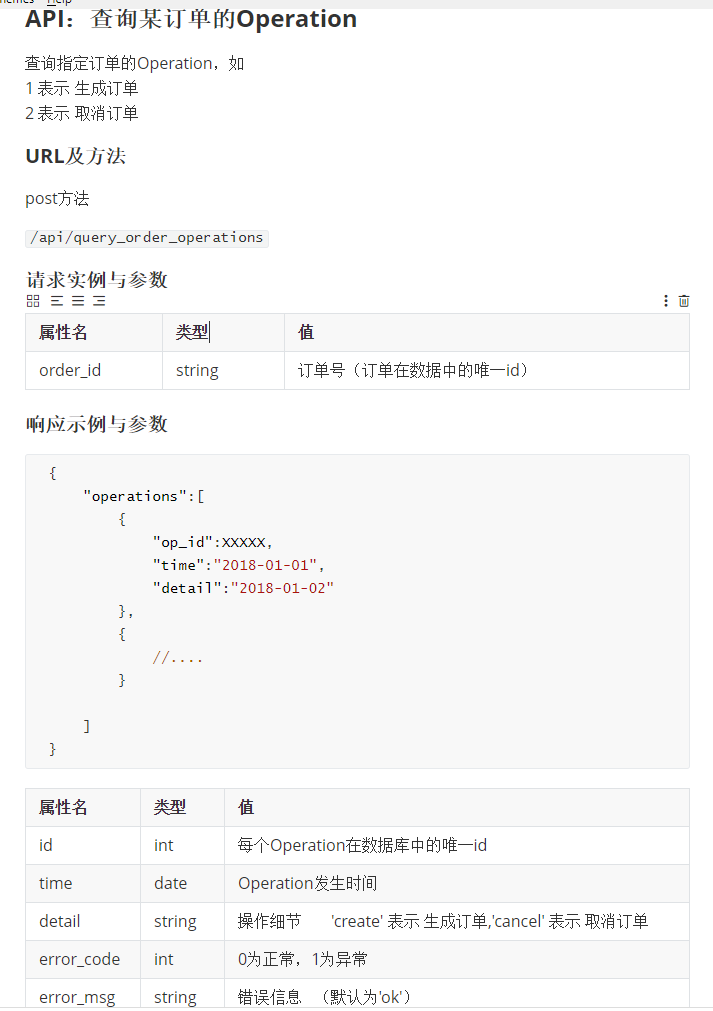 Help
API：查询某订单的Operation
查询指定订单的Operation，如
1 表示 生成订单
2 表示 取消订单
URL及方法
post方法
/api/query_order_operations
请求实例与参数
属性名 类型 值
order_id string 订单号（订单在数据中的唯一id）
响应示例与参数
{
"operations":[
{
"op_id":XXXXX,
"time":"2018-01-01",
"detail":"2018-01-02"
},
{
//....
}
]
}
属性名 类型 值
id int 每个Operation在数据库中的唯一id
time date Operation发生时间
detail string 操作细节 'create' 表示 生成订单,'cancel' 表示 取消订单
error_code int 0为正常，1为异常
error_msg string 错误信息 （默认为'ok'）